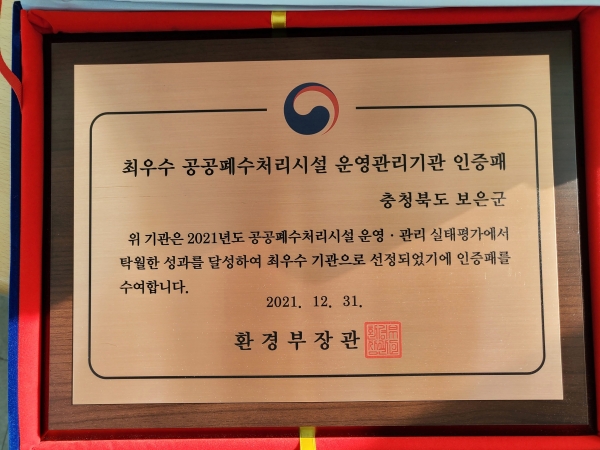 최우수 공공폐수처리시설 운영관리기관 인증패
충청북도 보은군
위 기관은 2021년도 공공폐수처리시설 운영·관리 실태평가에서
탁월한 성과를 달성하여 최우수 기관으로 선정되었기에 인증패를
수여합니다.
2021. 12. 31.
환경부장관